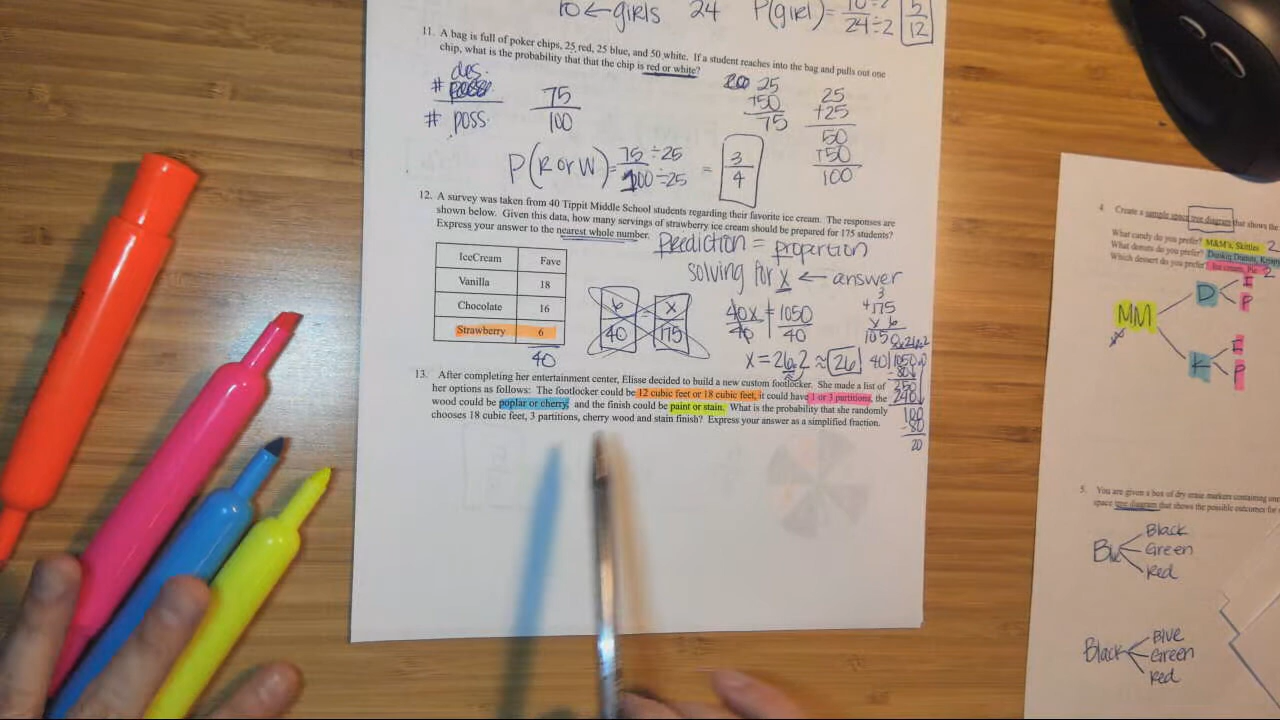 10 ← girls 24 P(girl) = 10÷2 / 24÷2 5/12
11. A bag is full of poker chips, 25 red, 25 blue, and 50 white. If a student reaches into the bag and pulls out one
chip, what is the probability that that the chip is red or white?
# des.
# poss.
75
100
25
+50
75
25
+25
50
+50
100
P(R or W) = 75÷25 / 100÷25 = 3/4
12. A survey was taken from 40 Tippit Middle School students regarding their favorite ice cream. The responses are
shown below. Given this data, how many servings of strawberry ice cream should be prepared for 175 students?
Express your answer to the nearest whole number.
prediction = proportion
solving for x ← answer
IceCream Fave
Vanilla 18
Chocolate 16
Strawberry 6
40
6/40 = x/175
40x/40 = 1050/40
x = 26.2 ≈ 26
3
175
x 6
1050
40 1050.0
-80
250
240
100
-80
20
13. After completing her entertainment center, Elisse decided to build a new custom footlocker. She made a list of
her options as follows: The footlocker could be 12 cubic feet or 18 cubic feet, it could have 1 or 3 partitions, the
wood could be poplar or cherry, and the finish could be paint or stain. What is the probability that she randomly
chooses 18 cubic feet, 3 partitions, cherry wood and stain finish? Express your answer as a simplified fraction.
4. Create a sample space tree diagram that shows the
What candy do you prefer? M&M's, Skittles 2
What donuts do you prefer? Dunkin Donuts,
Which dessert do you prefer? Ice cream, Pie 2
MM
D
I
P
K
I
P
5. You are given a box of dry erase markers containing
space tree diagram that shows the possible outcomes for
Blue
Black
Green
Red
Black
Blue
Green
Red